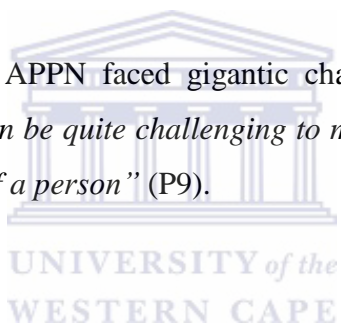 APPN faced gigantic cha
n be quite challenging to n
f a person” (P9).
UNIVERSITY of the
WESTERN CAPE